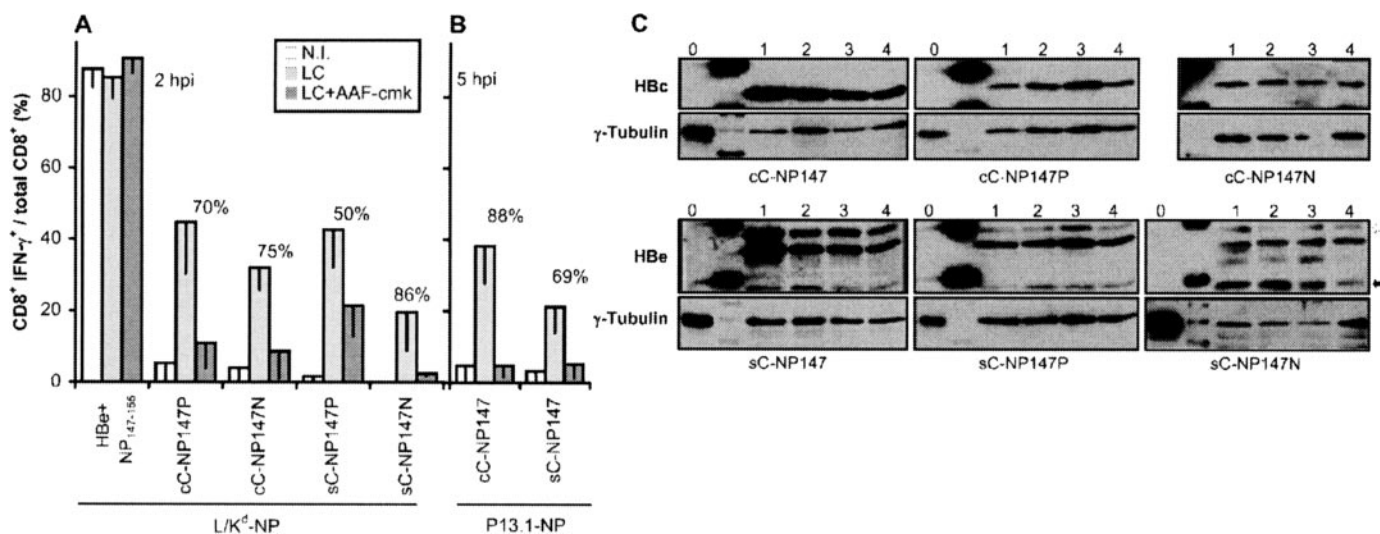 A
B
C
N.I.
LC
LC+AAF-cmk
2 hpi
5 hpi
CD8+ IFN-γ+ / total CD8+ (%)
80
60
40
20
0
70%
75%
50%
86%
88%
69%
HBe+
NP147-155
cC-NP147P
cC-NP147N
sC-NP147P
sC-NP147N
cC-NP147
sC-NP147
L/Kd-NP
P13.1-NP
0 1 2 3 4
0 1 2 3 4
1 2 3 4
HBc
γ-Tubulin
cC-NP147
cC-NP147P
cC-NP147N
0 1 2 3 4
0 1 2 3 4
0 1 2 3 4
HBe
γ-Tubulin
sC-NP147
sC-NP147P
sC-NP147N